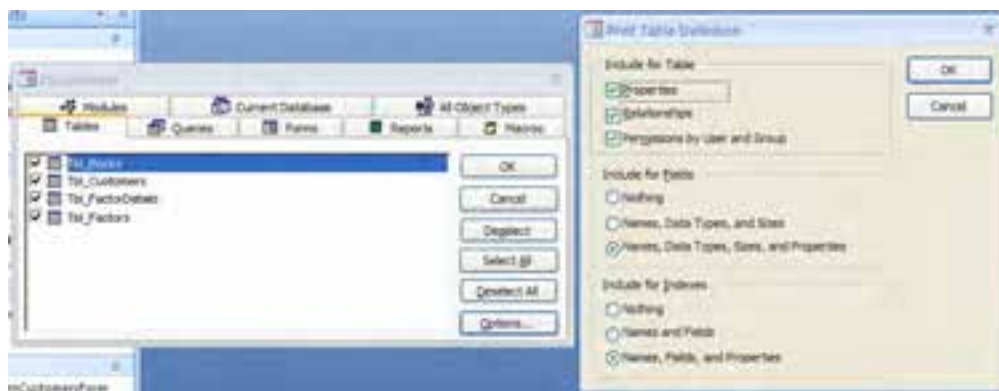 Modules
Current Database
All Object Types
Tables
Queries
Forms
Reports
Macros
Tbl_Books
Tbl_Customers
Tbl_FactorDetails
Tbl_Factors
OK
Cancel
Deselect
Select All
Deselect All
Options...
Print Table Definition
Include for Table
Properties
Relationships
Permissions by User and Group
Include for Fields
Nothing
Names, Data Types, and Sizes
Names, Data Types, Sizes, and Properties
Include for Indexes
Nothing
Names and Fields
Names, Fields, and Properties
OK
Cancel